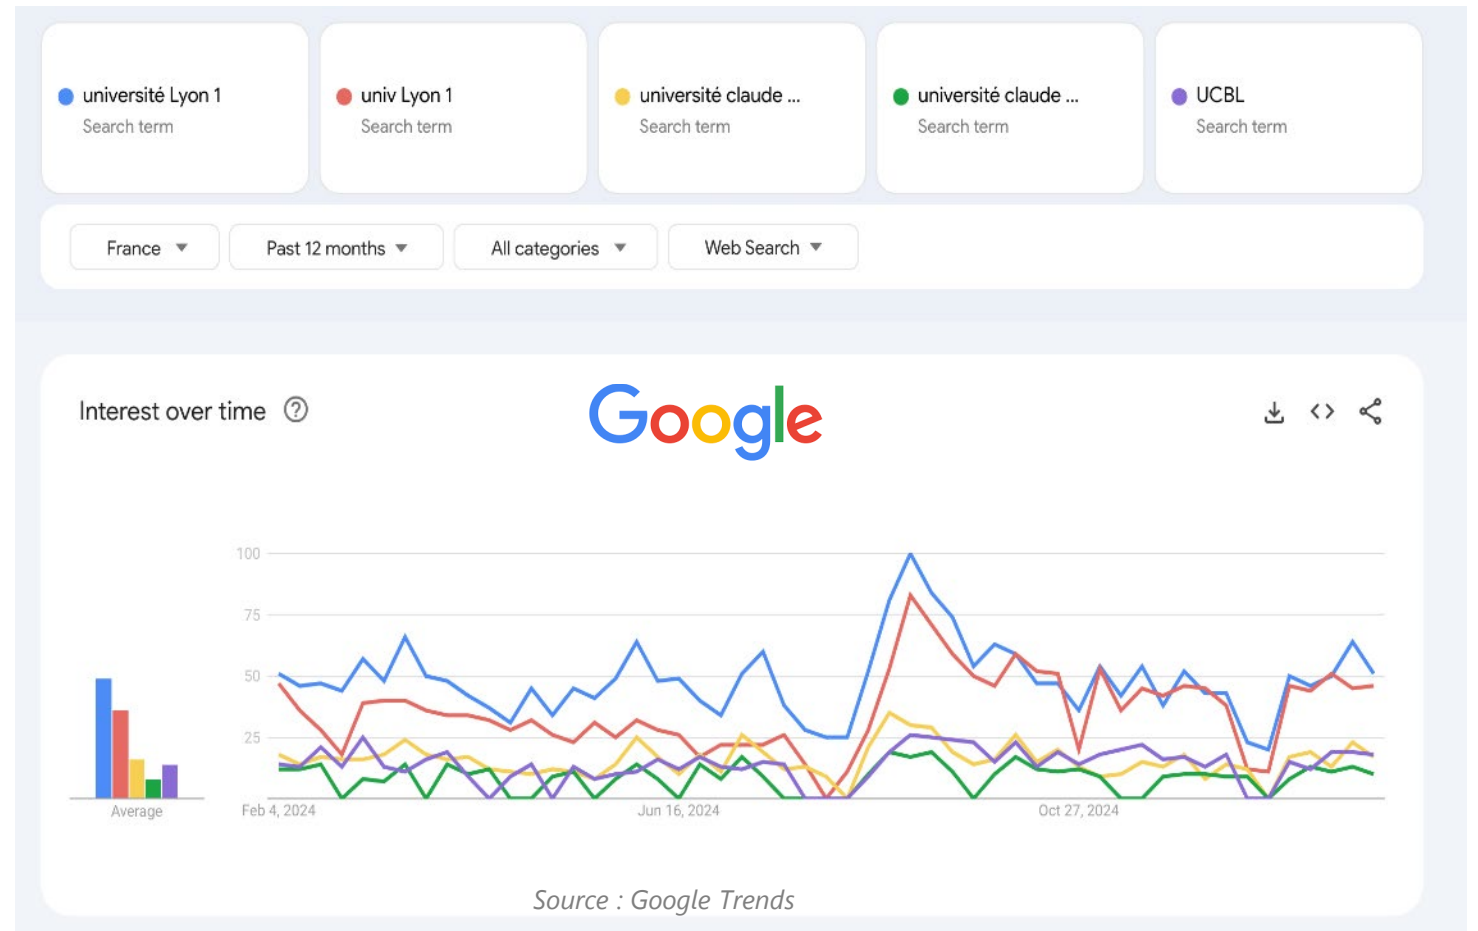 université Lyon 1
Search term
univ Lyon 1
Search term
université claude ...
Search term
université claude ...
Search term
UCBL
Search term
France
Past 12 months
All categories
Web Search
Interest over time ?
Google
100
75
50
25
Average
Feb 4, 2024
Jun 16, 2024
Oct 27, 2024
Source : Google Trends